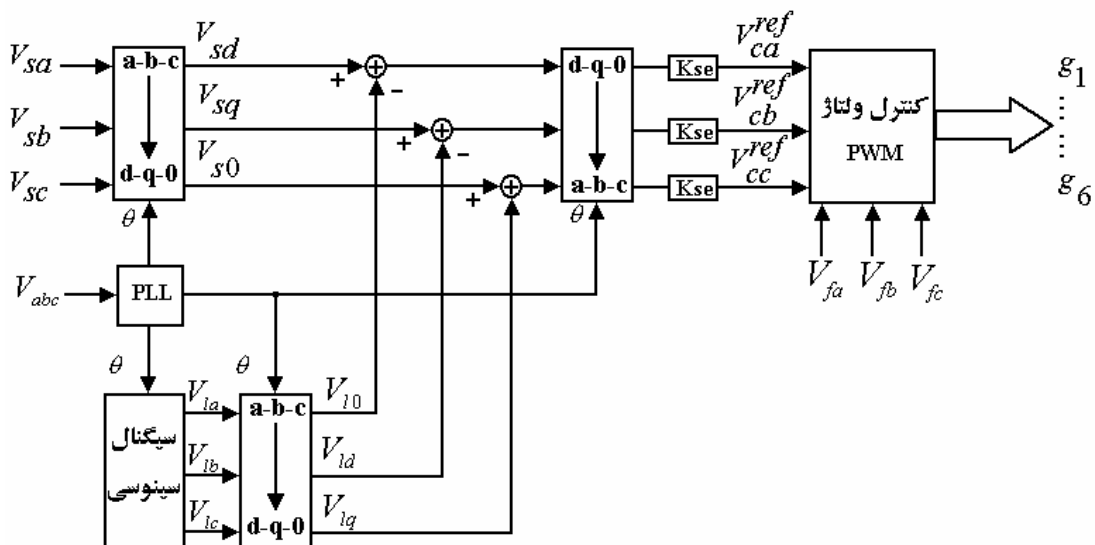 V_sa
V_sb
V_sc
a-b-c
d-q-0
θ
V_sd
V_sq
V_s0
+
-
+
-
+
d-q-0
a-b-c
θ
Kse
Kse
Kse
V_ca^ref
V_cb^ref
V_cc^ref
کنترل ولتاژ
PWM
g_1
g_6
V_fa
V_fb
V_fc
V_abc
PLL
θ
θ
سیگنال
سینوسی
V_la
V_lb
V_lc
a-b-c
d-q-0
V_l0
V_ld
V_lq